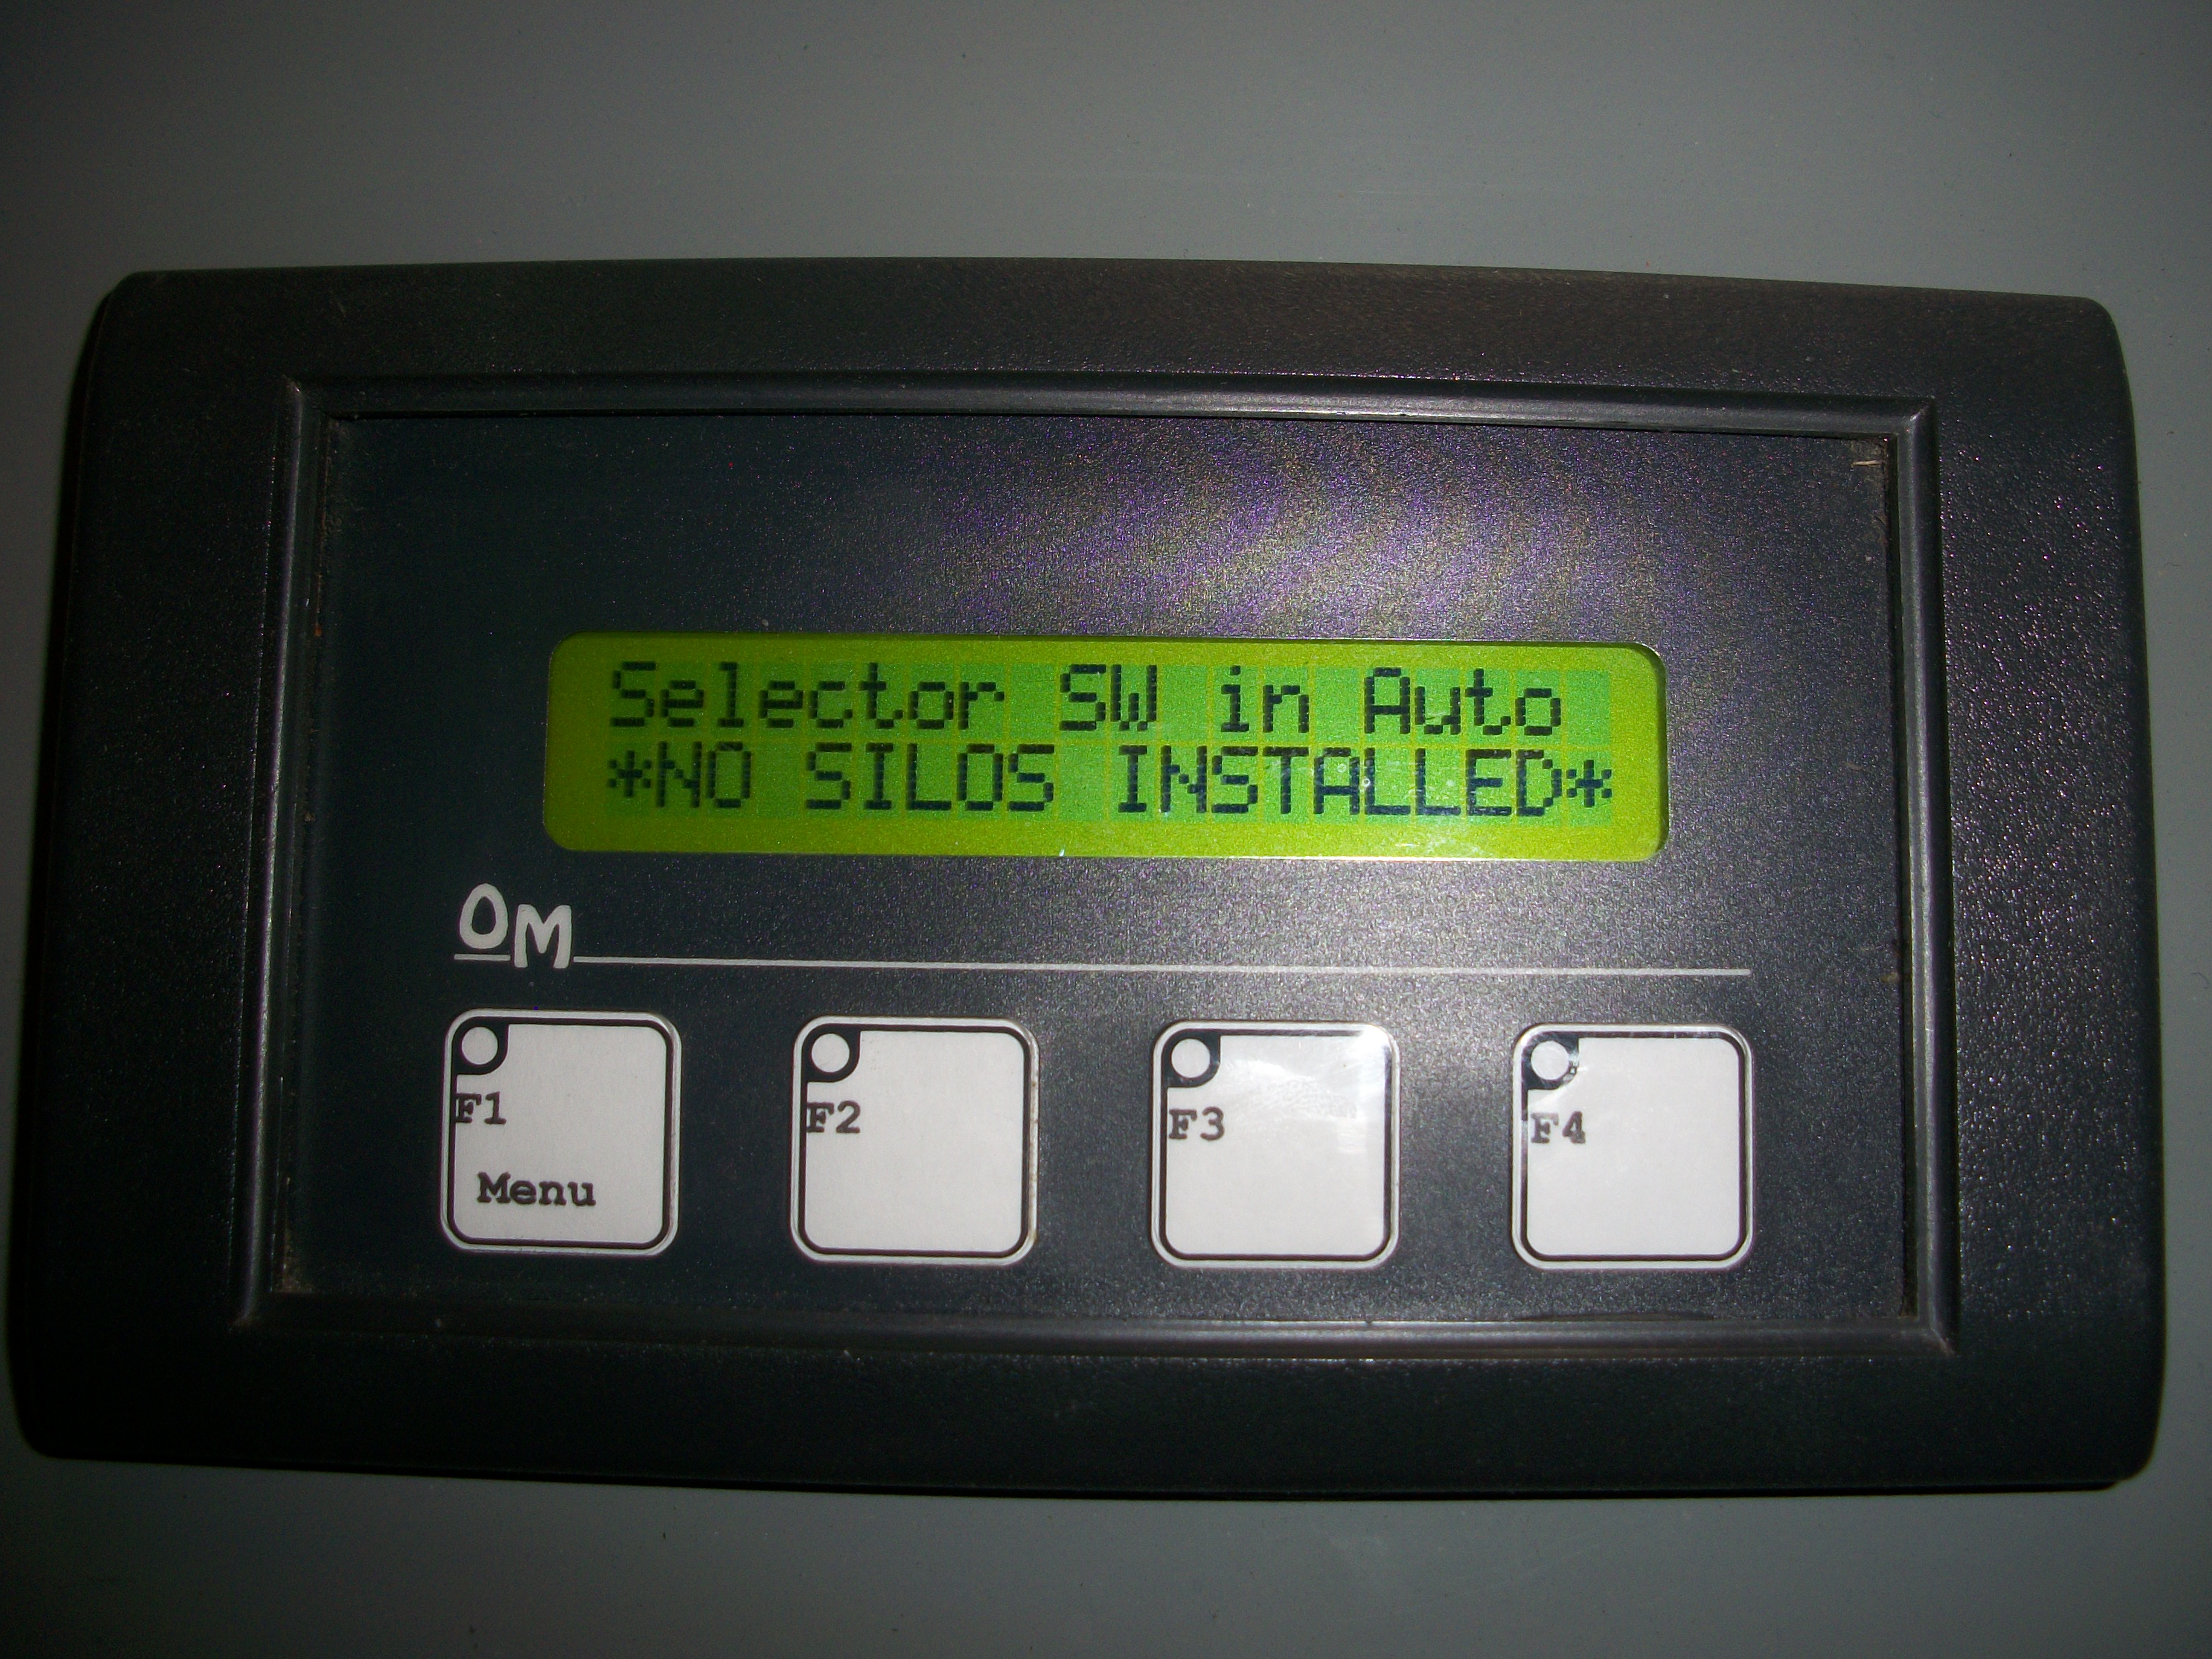 Selector SW in Auto
*NO SILOS INSTALLED*
OM
F1 F2 F3 F4
Menu